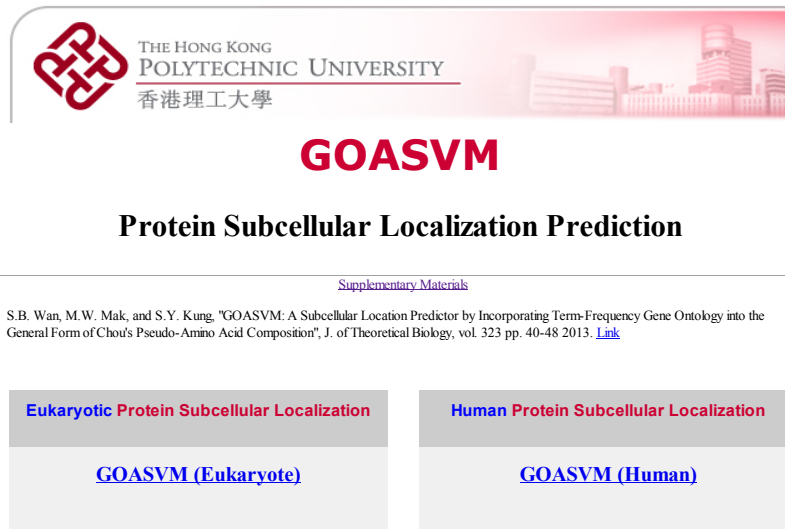 THE HONG KONG
POLYTECHNIC UNIVERSITY
香港理工大學
GOASVM
Protein Subcellular Localization Prediction
Supplementary Materials
S.B. Wan, M.W. Mak, and S.Y. Kung, "GOASVM: A Subcellular Location Predictor by Incorporating Term-Frequency Gene Ontology into the
General Form of Chou's Pseudo-Amino Acid Composition", J. of Theoretical Biology, vol. 323 pp. 40-48 2013. Link
Eukaryotic Protein Subcellular Localization
GOASVM (Eukaryote)
Human Protein Subcellular Localization
GOASVM (Human)